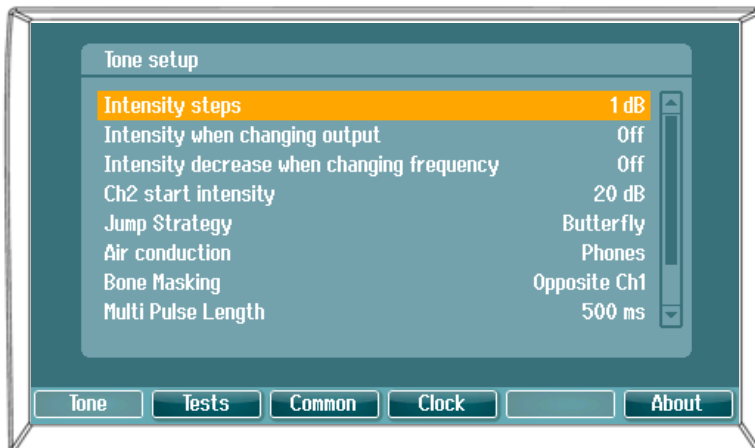 Tone setup
Intensity steps 1 dB
Intensity when changing output Off
Intensity decrease when changing frequency Off
Ch2 start intensity 20 dB
Jump Strategy Butterfly
Air conduction Phones
Bone Masking Opposite Ch1
Multi Pulse Length 500 ms
Tone Tests Common Clock About